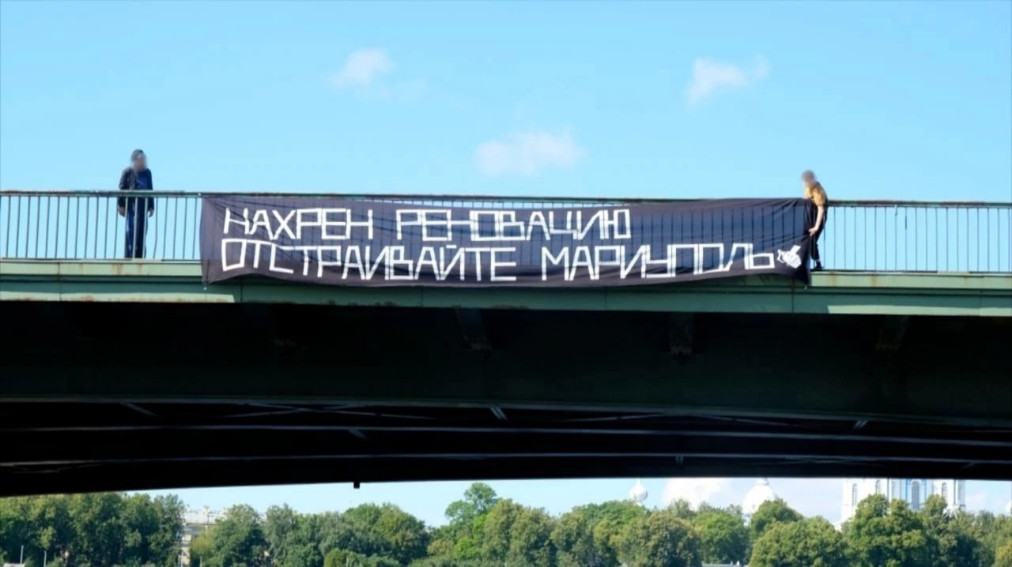 НАХРЕН РЕНОВАЦИЮ
ОТСТРАИВАЙТЕ МАРИУПОЛЬ